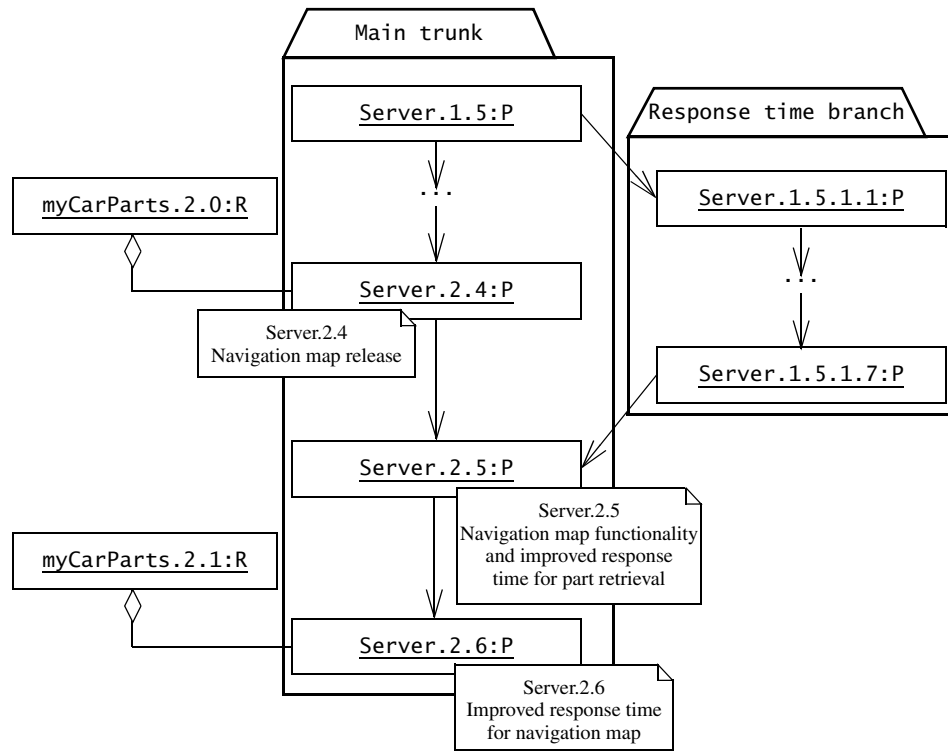 Main trunk
Server.1.5:P
Response time branch
...
myCarParts.2.0:R
Server.1.5.1.1:P
...
Server.2.4:P
Server.2.4
Navigation map release
Server.1.5.1.7:P
Server.2.5:P
Server.2.5
Navigation map functionality
and improved response
time for part retrieval
myCarParts.2.1:R
Server.2.6:P
Server.2.6
Improved response time
for navigation map